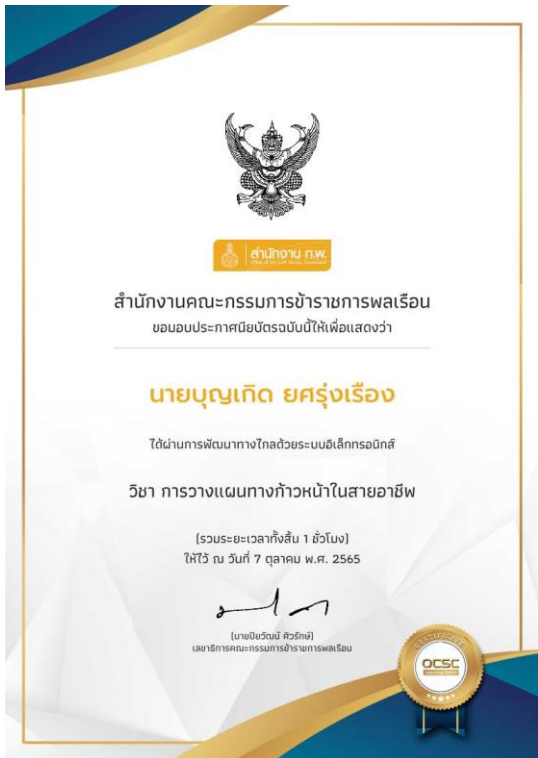 สำนักงาน ก.พ.
สำนักงานคณะกรรมการข้าราชการพลเรือน
ขอมอบประกาศนียบัตรฉบับนี้ให้เพื่อแสดงว่า
นายบุญเกิด ยศรุ่งเรือง
ได้ผ่านการพัฒนาทางไกลด้วยระบบอิเล็กทรอนิกส์
วิชา การวางแผนทางก้าวหน้าในสายอาชีพ
(รวมระยะเวลาทั้งสิ้น 1 ชั่วโมง)
ให้ไว้ ณ วันที่ 7 ตุลาคม พ.ศ. 2565
(นายปิยวัฒน์ ศิวรักษ์)
เลขาธิการคณะกรรมการข้าราชการพลเรือน
OCSC